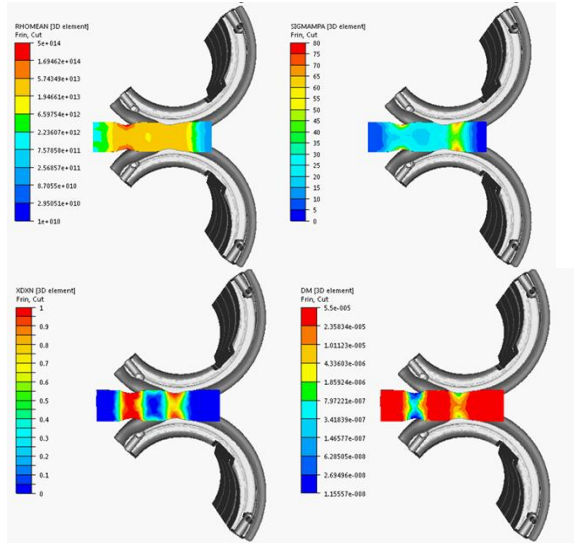 RHOMEAN [3D element]
Frin, Cut
5e+014
1.69462e+014
5.74349e+013
1.94661e+013
6.59754e+012
2.23607e+012
7.57858e+011
2.56857e+011
8.7055e+010
2.95051e+010
1e+010
SIGMAMPA [3D element]
Frin, Cut
80
75
70
65
60
55
50
45
40
35
30
25
20
15
10
5
0
XDXN [3D element]
Frin, Cut
1
0.9
0.8
0.7
0.6
0.5
0.4
0.3
0.2
0.1
0
DM [3D element]
Frin, Cut
5.5e-005
2.35834e-005
1.01123e-005
4.33603e-006
1.85924e-006
7.97221e-007
3.41839e-007
1.46577e-007
6.28505e-008
2.69496e-008
1.15557e-008